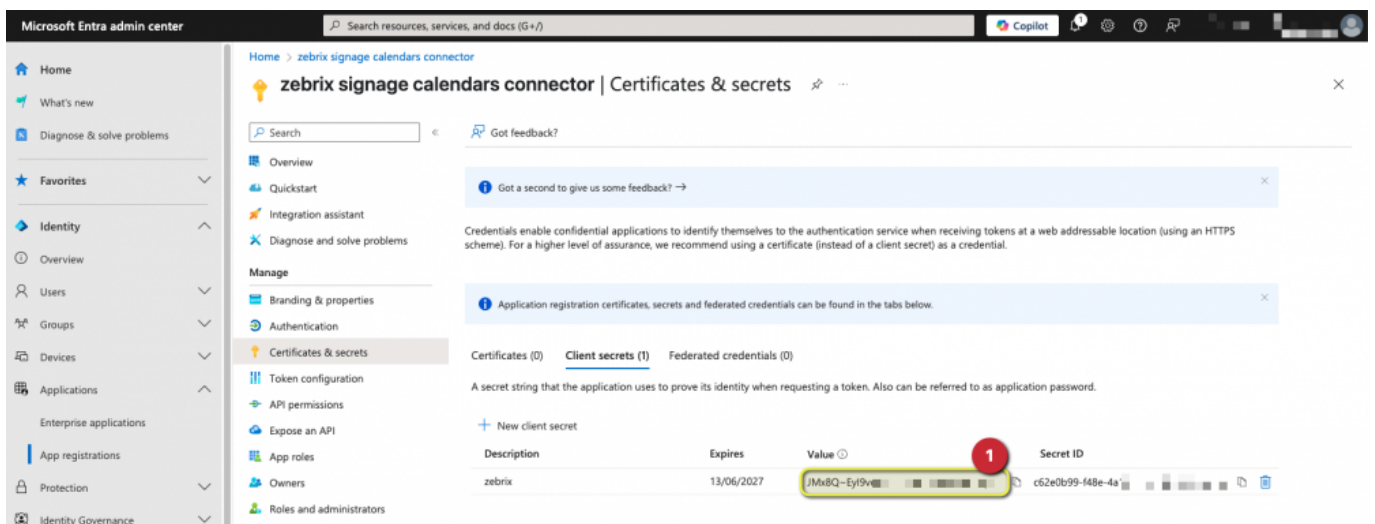 Microsoft Entra admin center
Search resources, services, and docs (G+/)
Copilot
1
Home
What's new
Diagnose & solve problems
Favorites
Identity
Overview
Users
Groups
Devices
Applications
Enterprise applications
App registrations
Protection
Identity Governance
Home > zebrix signage calendars connector
zebrix signage calendars connector | Certificates & secrets
Search
Overview
Quickstart
Integration assistant
Diagnose and solve problems
Manage
Branding & properties
Authentication
Certificates & secrets
Token configuration
API permissions
Expose an API
App roles
Owners
Roles and administrators
Got feedback?
Got a second to give us some feedback? →
Credentials enable confidential applications to identify themselves to the authentication service when receiving tokens at a web addressable location (using an HTTPS
scheme). For a higher level of assurance, we recommend using a certificate (instead of a client secret) as a credential.
Application registration certificates, secrets and federated credentials can be found in the tabs below.
Certificates (0) Client secrets (1) Federated credentials (0)
A secret string that the application uses to prove its identity when requesting a token. Also can be referred to as application password.
+ New client secret
Description Expires Value 1 Secret ID
zebrix 13/06/2027 JMx8Q~EyI9v c62e0b99-f48e-4a